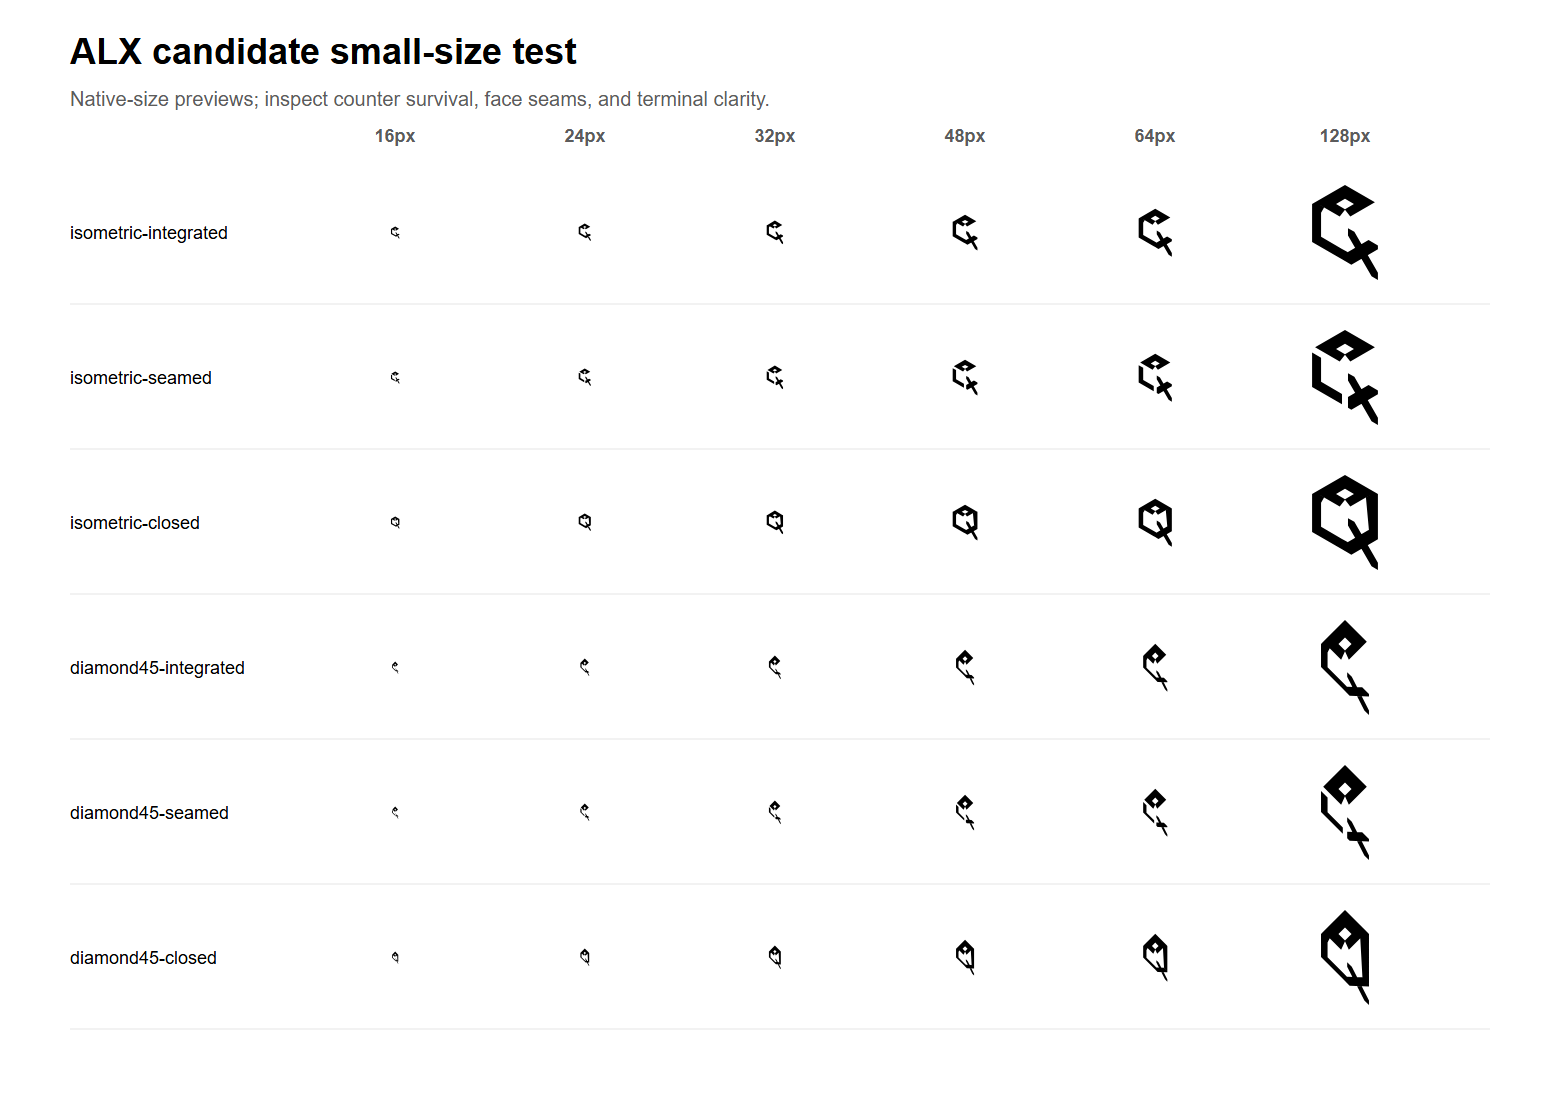 ALX candidate small-size test
Native-size previews; inspect counter survival, face seams, and terminal clarity.
16px 24px 32px 48px 64px 128px
isometric-integrated
isometric-seamed
isometric-closed
diamond45-integrated
diamond45-seamed
diamond45-closed